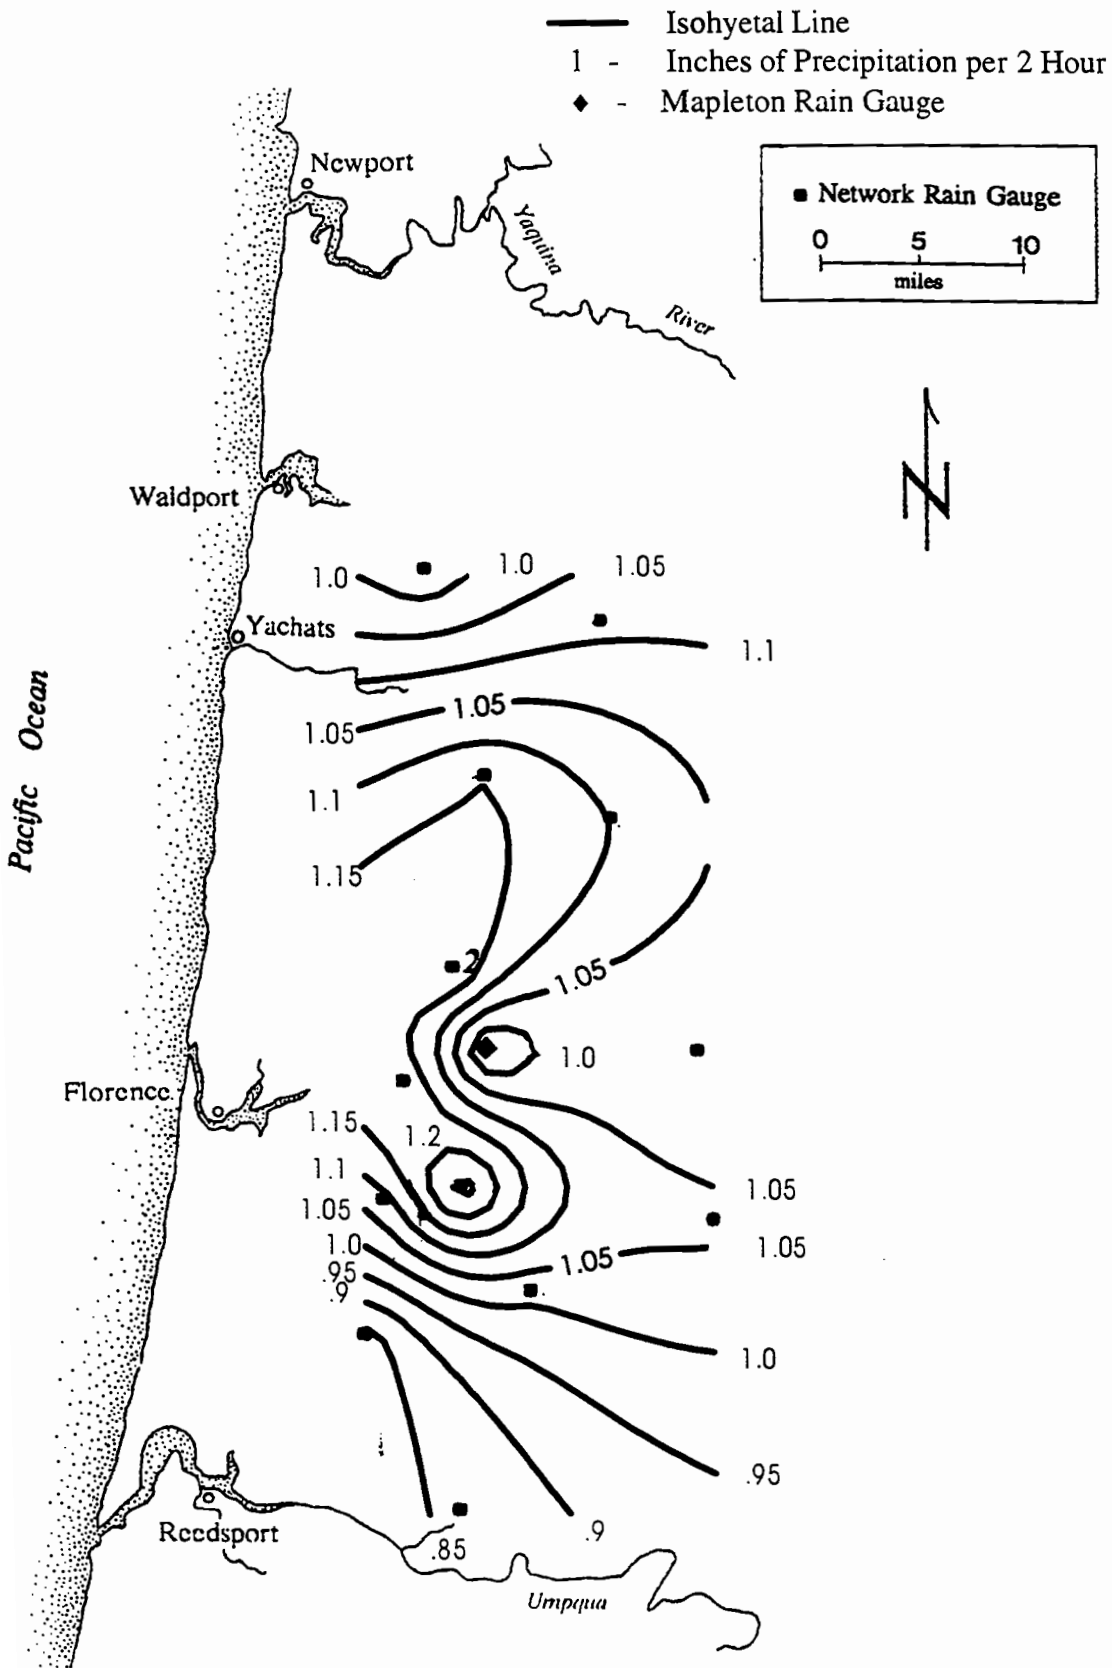 Isohyetal Line
1 - Inches of Precipitation per 2 Hour
♦ - Mapleton Rain Gauge
Newport
Network Rain Gauge
0 5 10
miles
Yaquina
River
N
Waldport
1.0 1.0 1.05
Yachats
1.1
Pacific Ocean
1.05
1.05
1.1
1.15
2
1.05
1.0
Florence
1.15
1.2
1.1
1.05
1.05
1.0
1.05
1.05
.95
.9
1.0
.95
Reedsport
.85
.9
Umpqua